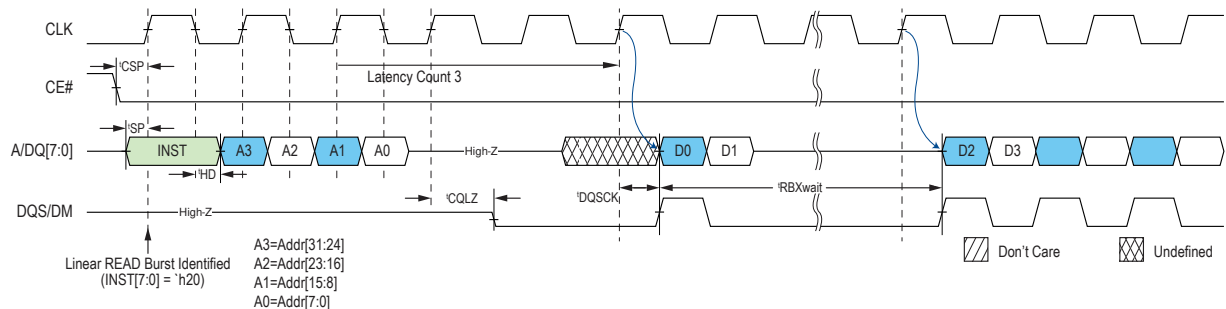 CLK
tCSP
Latency Count 3
CE#
tSP
A/DQ[7:0]
INST
A3
A2
A1
A0
High-Z
D0
D1
D2
D3
tHD
tCQLZ
tDQSCK
tRBXwait
DQS/DM
High-Z
Linear READ Burst Identified
(INST[7:0] = `h20)
A3=Addr[31:24]
A2=Addr[23:16]
A1=Addr[15:8]
A0=Addr[7:0]
Don't Care
Undefined